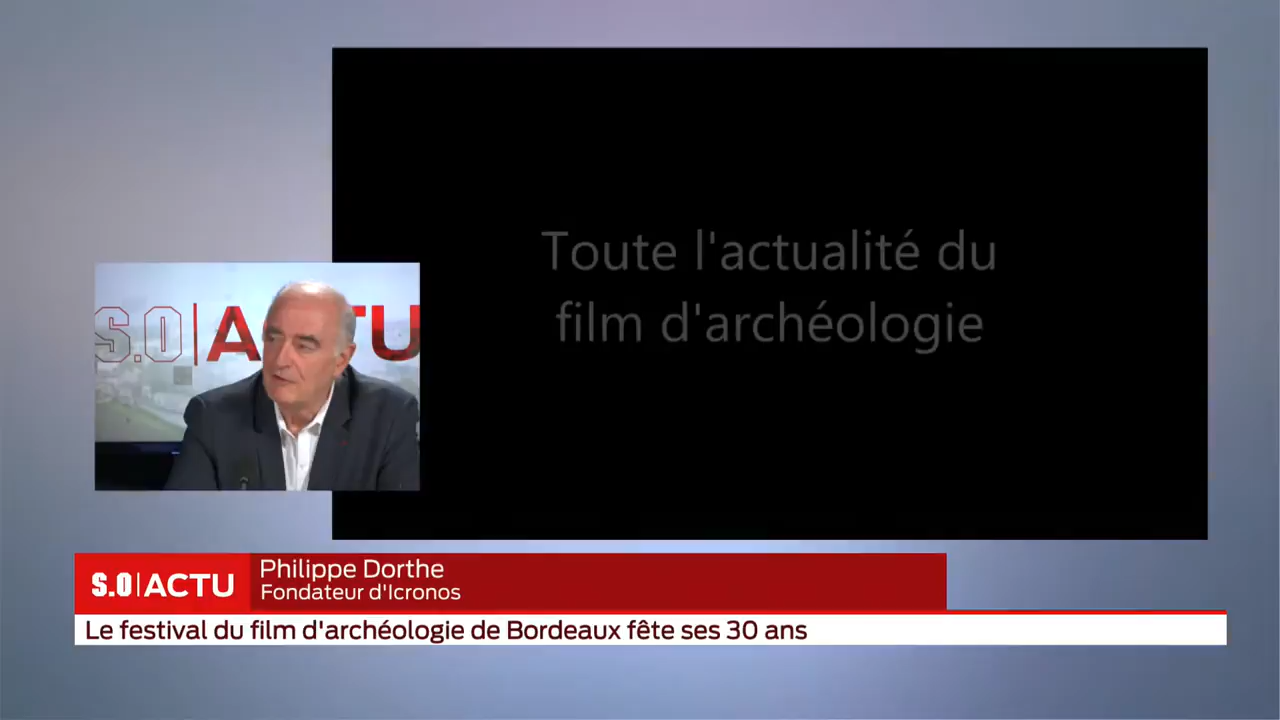 Toute l'actualité du
film d'archéologie
S.O|ACTU
S.O|ACTU
Philippe Dorthe
Fondateur d'Icronos
Le festival du film d'archéologie de Bordeaux fête ses 30 ans